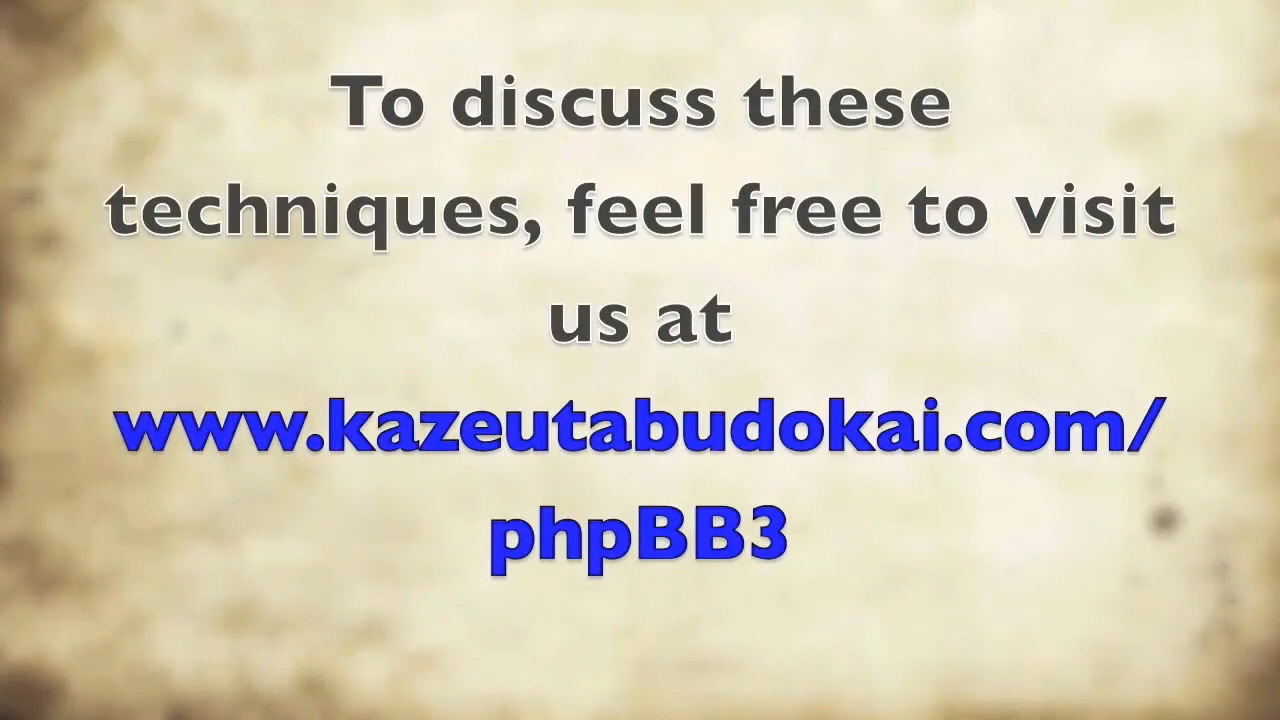 To discuss these
techniques, feel free to visit
us at
www.kazeutabudokai.com/
phpBB3